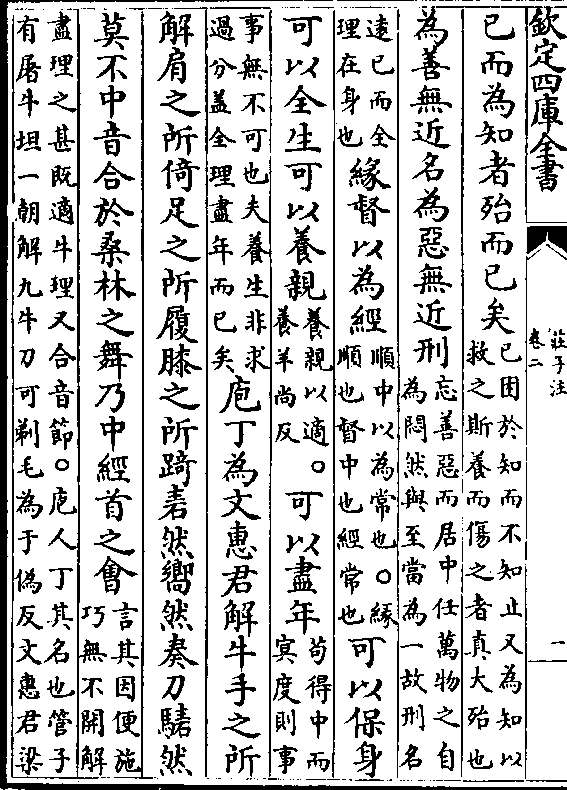 欽定四庫全書
莊子注
卷二
一
已而為知者殆而已矣
已困於知而不知止又為知以
救之斯養而傷之者真大殆也
為善無近名為惡無近刑
忘善惡而居中任萬物之自
為悶然與至當為一故刑名
遠已而全
理在身也
緣督以為經
順中以為常也○緣
順也督中也經常也
可以保身
可以全生可以養親
養親以適○
養羊尚反
可以盡年
苟得中而
冥度則事
事無不可也夫養生非求
過分盖全理盡年而已矣
庖丁為文惠君解牛手之所
解肩之所倚足之所履膝之所踦砉然嚮然奏刀騞然
莫不中音合於桑林之舞乃中經首之會
言其因便施
巧無不開解
盡理之甚既適牛理又合音節○庖人丁其名也管子
有屠牛坦一朝解九牛刀可剃毛為于偽反文惠君梁